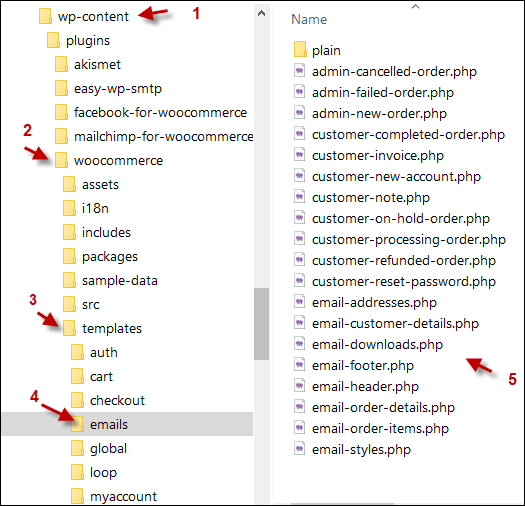 wp-content
1
plugins
akismet
easy-wp-smtp
facebook-for-woocommerce
mailchimp-for-woocommerce
2
woocommerce
assets
i18n
includes
packages
sample-data
src
3
templates
auth
cart
checkout
4
emails
global
loop
myaccount
Name
plain
admin-cancelled-order.php
admin-failed-order.php
admin-new-order.php
customer-completed-order.php
customer-invoice.php
customer-new-account.php
customer-note.php
customer-on-hold-order.php
customer-processing-order.php
customer-refunded-order.php
customer-reset-password.php
email-addresses.php
email-customer-details.php
email-downloads.php
email-footer.php
5
email-header.php
email-order-details.php
email-order-items.php
email-styles.php